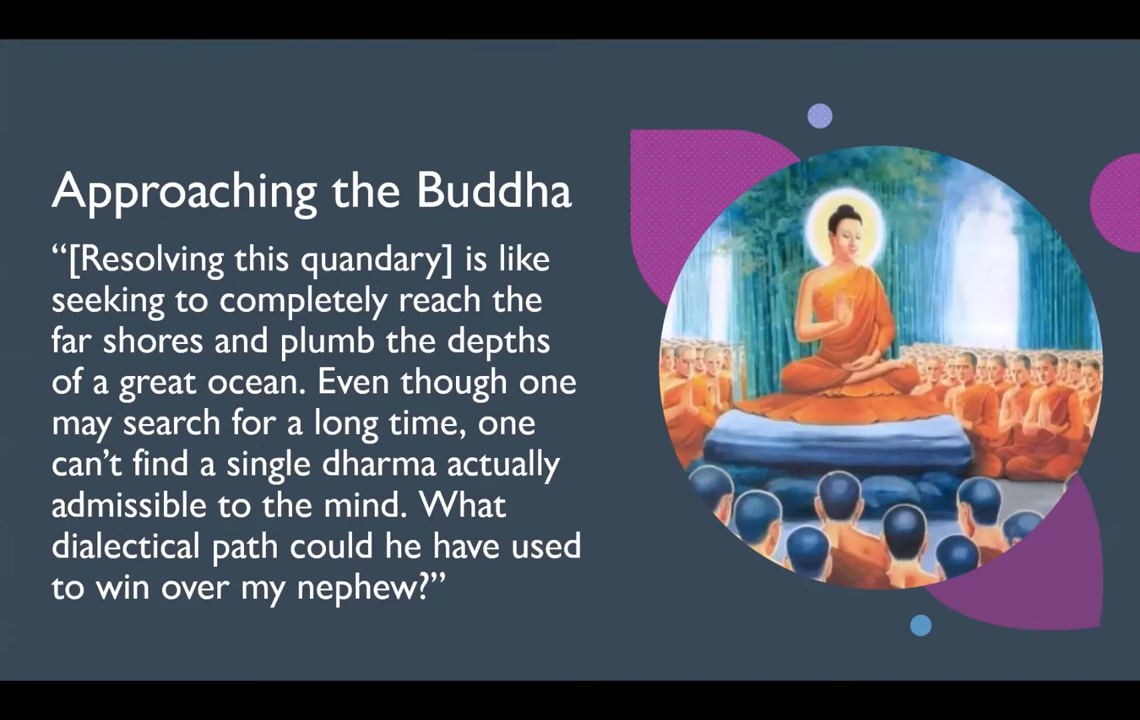 Approaching the Buddha
“[Resolving this quandary] is like
seeking to completely reach the
far shores and plumb the depths
of a great ocean. Even though one
may search for a long time, one
can’t find a single dharma actually
admissible to the mind. What
dialectical path could he have used
to win over my nephew?”